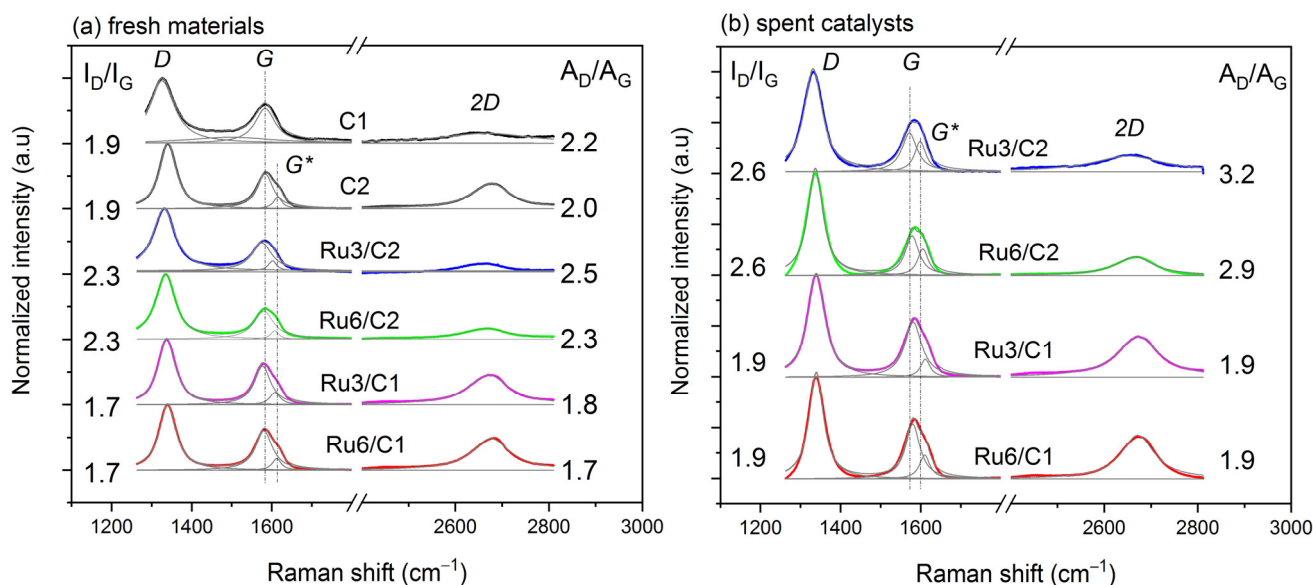 (a) fresh materials
I_D/I_G
D
G
A_D/A_G
2D
C1
1.9
2.2
G*
C2
1.9
2.0
Ru3/C2
2.3
2.5
Ru6/C2
2.3
2.3
Ru3/C1
1.7
1.8
Ru6/C1
1.7
1.7
Normalized intensity (a.u)
1200 1400 1600 2600 2800 3000
Raman shift (cm⁻¹)
(b) spent catalysts
I_D/I_G
D
G
A_D/A_G
G*
2D
Ru3/C2
2.6
3.2
Ru6/C2
2.6
2.9
Ru3/C1
1.9
1.9
Ru6/C1
1.9
1.9
Normalized intensity (a.u)
1200 1400 1600 2600 2800 3000
Raman shift (cm⁻¹)